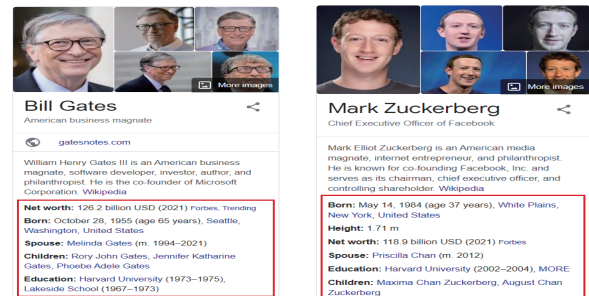 More images
Bill Gates
American business magnate
gatesnotes.com
William Henry Gates III is an American business
magnate, software developer, investor, author, and
philanthropist. He is the co-founder of Microsoft
Corporation. Wikipedia
Net worth: 126.2 billion USD (2021) Forbes, Trending
Born: October 28, 1955 (age 65 years), Seattle,
Washington, United States
Spouse: Melinda Gates (m. 1994–2021)
Children: Rory John Gates, Jennifer Katharine
Gates, Phoebe Adele Gates
Education: Harvard University (1973–1975),
Lakeside School (1967–1973)
More images
Mark Zuckerberg
Chief Executive Officer of Facebook
Mark Elliot Zuckerberg is an American media
magnate, internet entrepreneur, and philanthropist.
He is known for co-founding Facebook, Inc. and
serves as its chairman, chief executive officer, and
controlling shareholder. Wikipedia
Born: May 14, 1984 (age 37 years), White Plains,
New York, United States
Height: 1.71 m
Net worth: 118.9 billion USD (2021) Forbes
Spouse: Priscilla Chan (m. 2012)
Education: Harvard University (2002–2004), MORE
Children: Maxima Chan Zuckerberg, August Chan
Zuckerberg